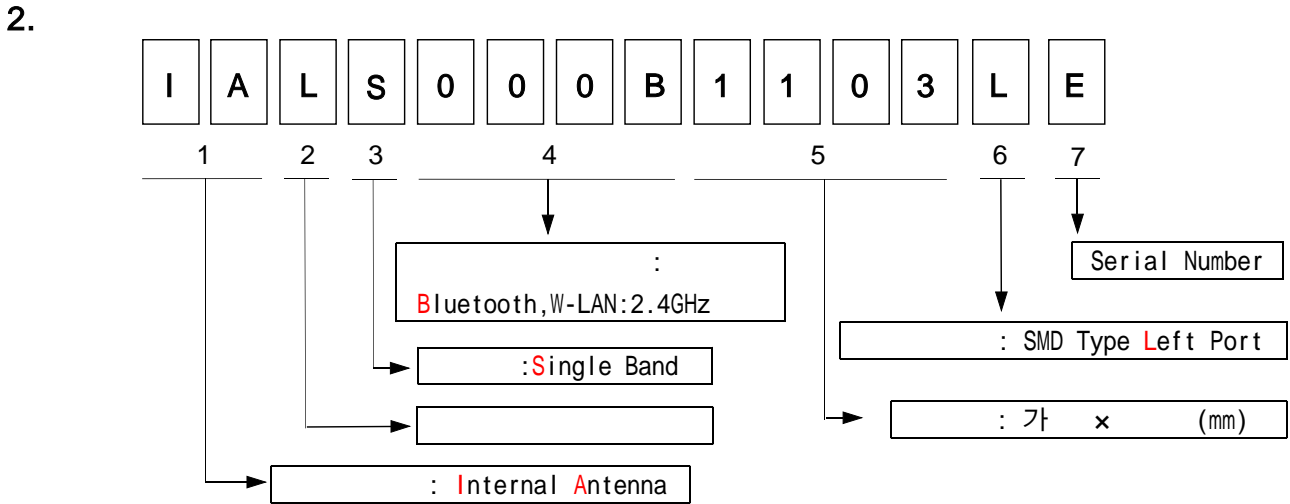 2.
I A L S 0 0 0 B 1 1 0 3 L E
1 2 3 4 5 6 7
Serial Number
:
Bluetooth,W-LAN:2.4GHz
: SMD Type Left Port
:Single Band
: 가 × (mm)
: Internal Antenna